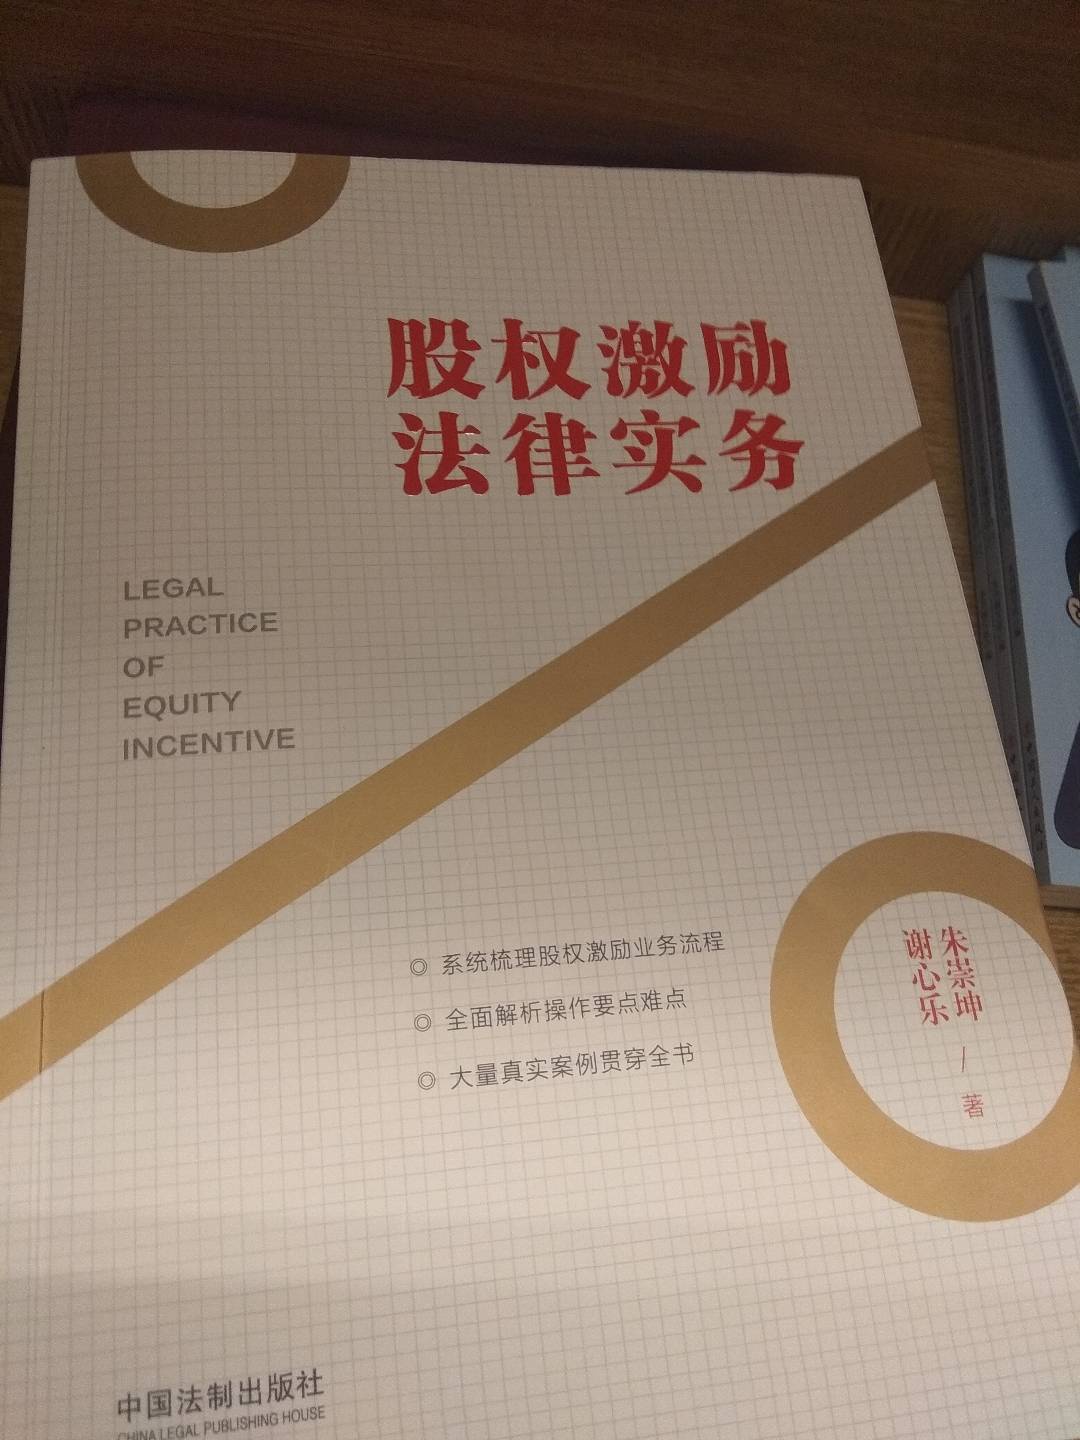 股权激励
法律实务
LEGAL
PRACTICE
OF
EQUITY
INCENTIVE
◎ 系统梳理股权激励业务流程
◎ 全面解析操作要点难点
◎ 大量真实案例贯穿全书
朱崇坤
谢心乐
/
著
中国法制出版社
CHINA LEGAL PUBLISHING HOUSE